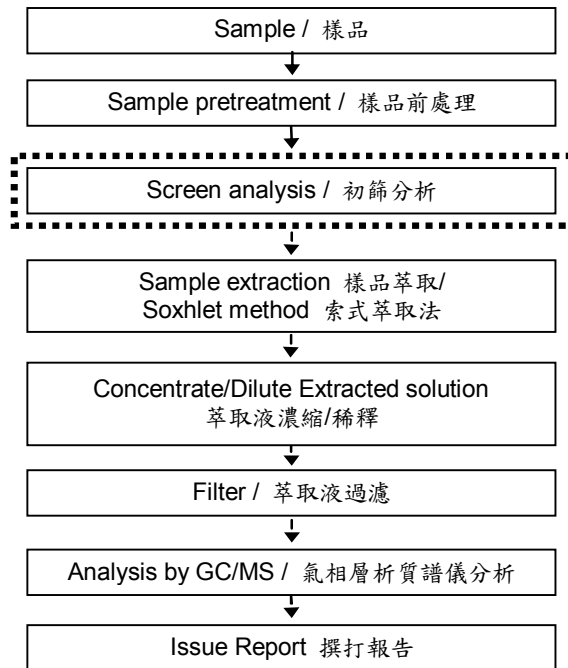 Sample / 樣品
Sample pretreatment / 樣品前處理
Screen analysis / 初篩分析
Sample extraction 樣品萃取/
Soxhlet method 索式萃取法
Concentrate/Dilute Extracted solution
萃取液濃縮/稀釋
Filter / 萃取液過濾
Analysis by GC/MS / 氣相層析質譜儀分析
Issue Report 撰打報告